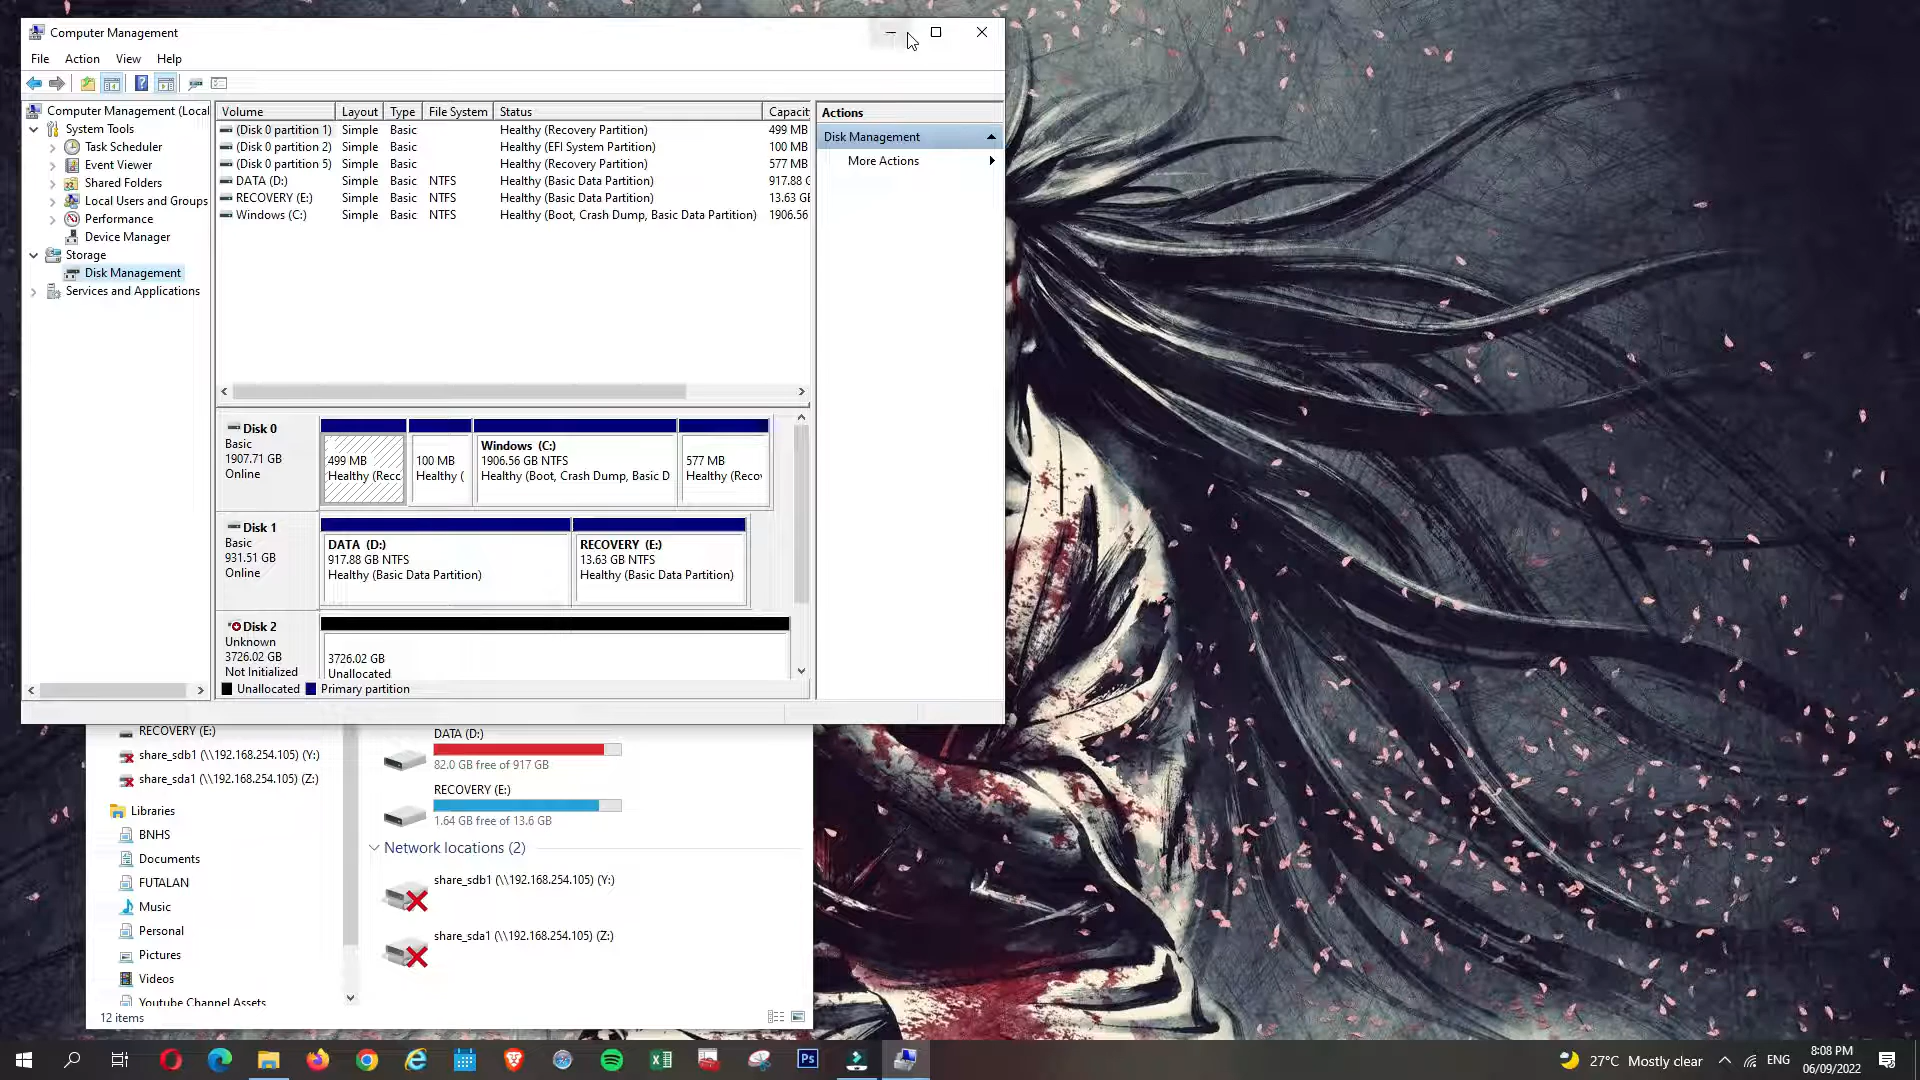 Computer Management
File Action View Help
Computer Management (Local
System Tools
Task Scheduler
Event Viewer
Shared Folders
Local Users and Groups
Performance
Device Manager
Storage
Disk Management
Services and Applications
Volume Layout Type File System Status Capacit
(Disk 0 partition 1) Simple Basic Healthy (Recovery Partition) 499 MB
(Disk 0 partition 2) Simple Basic Healthy (EFI System Partition) 100 MB
(Disk 0 partition 5) Simple Basic Healthy (Recovery Partition) 577 MB
DATA (D:) Simple Basic NTFS Healthy (Basic Data Partition) 917.88 G
RECOVERY (E:) Simple Basic NTFS Healthy (Basic Data Partition) 13.63 GB
Windows (C:) Simple Basic NTFS Healthy (Boot, Crash Dump, Basic Data Partition) 1906.56
Actions
Disk Management
More Actions
Disk 0
Basic
1907.71 GB
Online
499 MB
Healthy (Recc
100 MB
Healthy (
Windows (C:)
1906.56 GB NTFS
Healthy (Boot, Crash Dump, Basic D
577 MB
Healthy (Reco
Disk 1
Basic
931.51 GB
Online
DATA (D:)
917.88 GB NTFS
Healthy (Basic Data Partition)
RECOVERY (E:)
13.63 GB NTFS
Healthy (Basic Data Partition)
Disk 2
Unknown
3726.02 GB
Not Initialized
3726.02 GB
Unallocated
Unallocated Primary partition
RECOVERY (E:)
share_sdb1 (\\192.168.254.105) (Y:)
share_sda1 (\\192.168.254.105) (Z:)
Libraries
BNHS
Documents
FUTALAN
Music
Personal
Pictures
Videos
Youtube Channel Assets
12 items
DATA (D:)
82.0 GB free of 917 GB
RECOVERY (E:)
1.64 GB free of 13.6 GB
Network locations (2)
share_sdb1 (\\192.168.254.105) (Y:)
share_sda1 (\\192.168.254.105) (Z:)
Ps
27°C Mostly clear
ENG
8:08 PM
06/09/2022